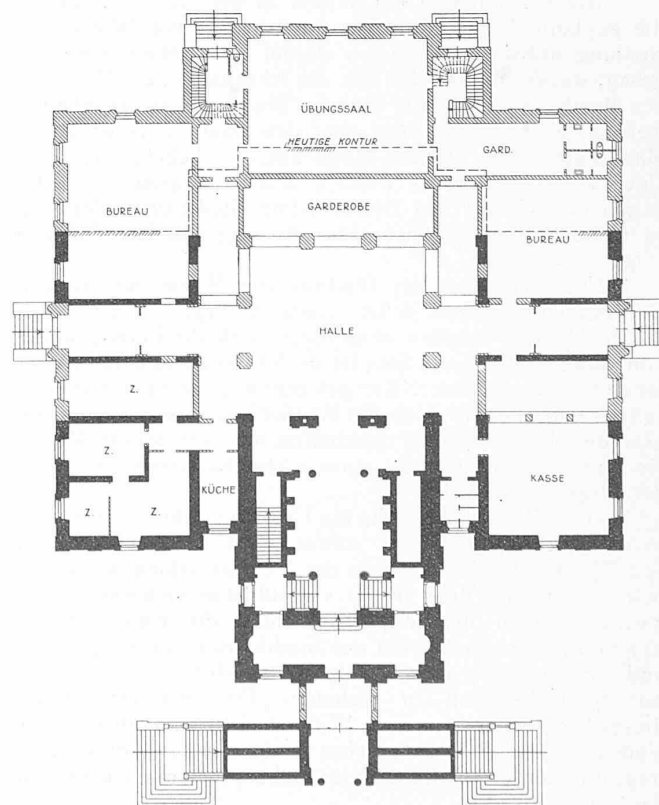 ÜBUNGSSAAL
HEUTIGE KONTUR
GARD.
GARDEROBE
BUREAU
BUREAU
HALLE
Z.
Z.
KÜCHE
KASSE
Z.
Z.